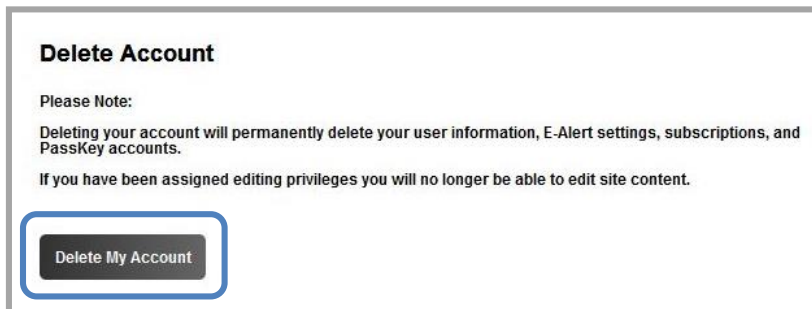 Delete Account
Please Note:
Deleting your account will permanently delete your user information, E-Alert settings, subscriptions, and
PassKey accounts.
If you have been assigned editing privileges you will no longer be able to edit site content.
Delete My Account